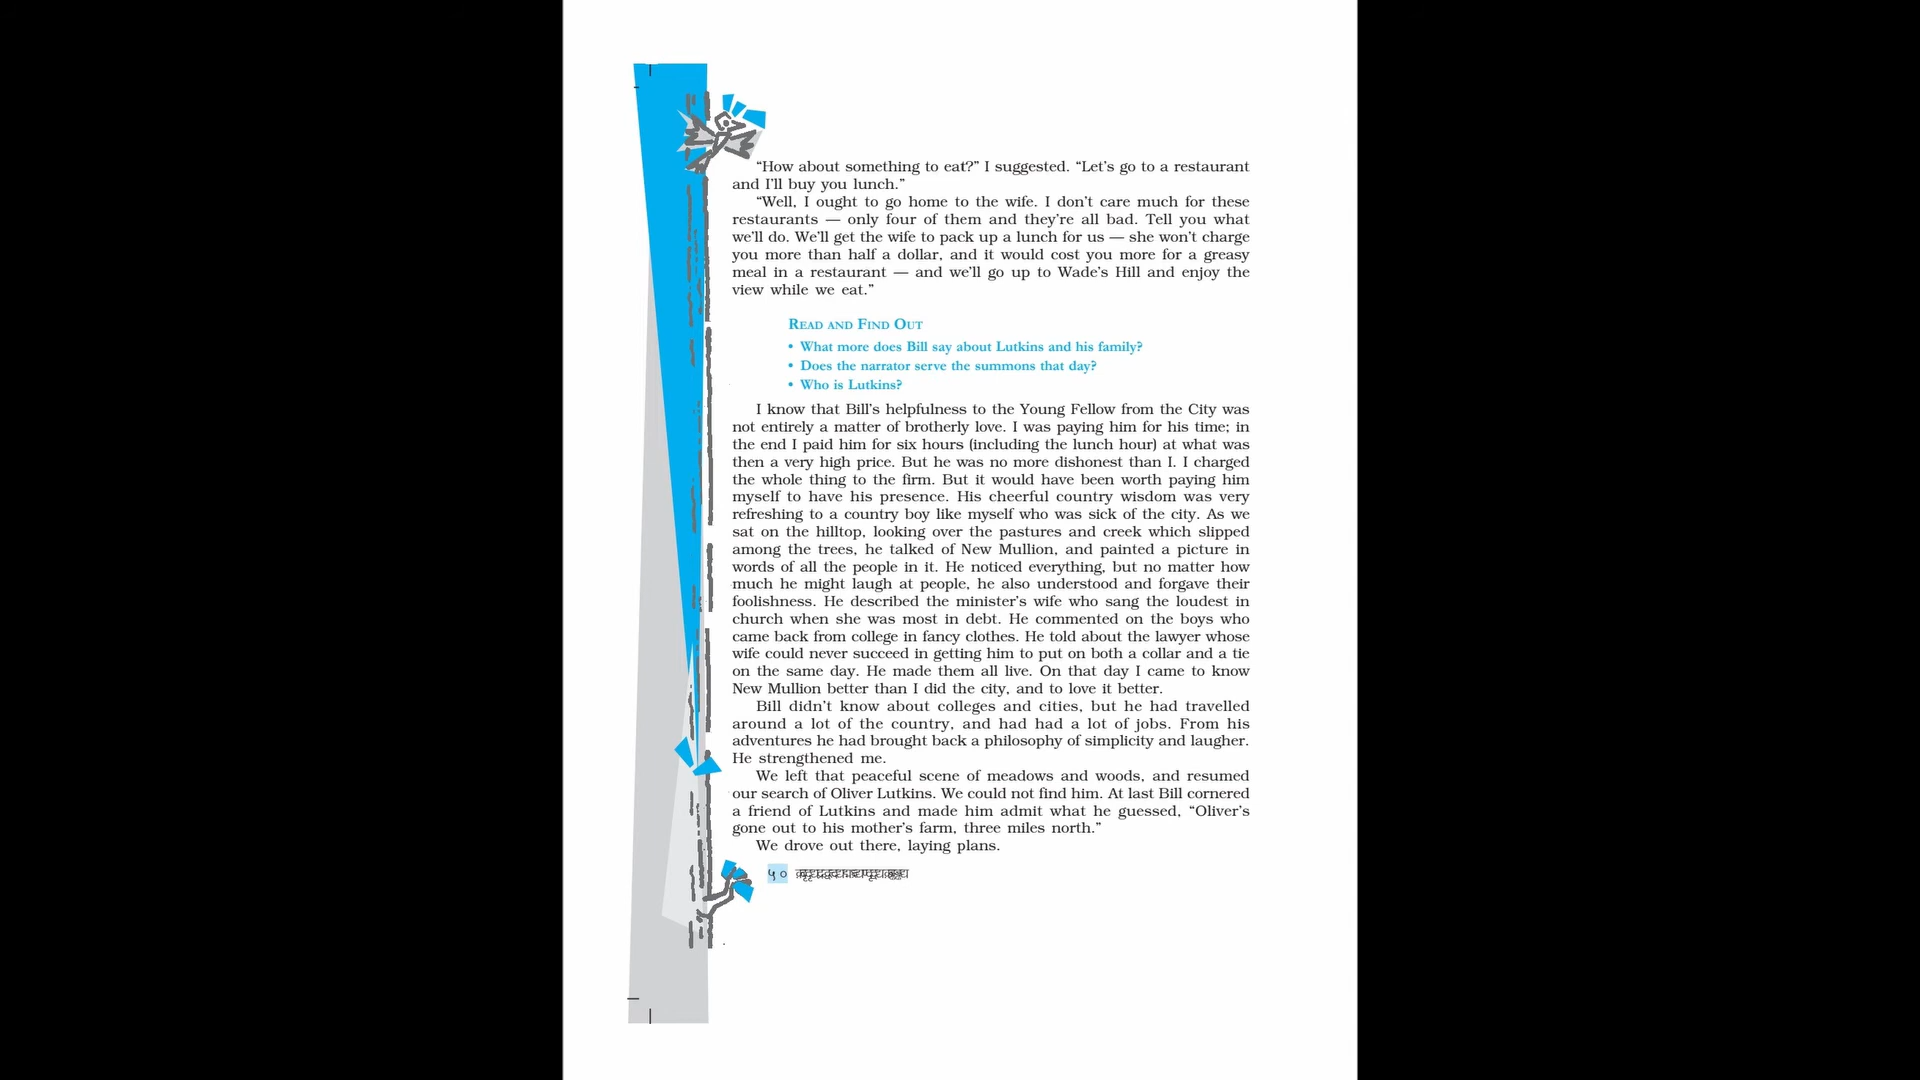 “How about something to eat?” I suggested. “Let’s go to a restaurant
and I’ll buy you lunch.”
“Well, I ought to go home to the wife. I don’t care much for these
restaurants — only four of them and they’re all bad. Tell you what
we’ll do. We’ll get the wife to pack up a lunch for us — she won’t charge
you more than half a dollar, and it would cost you more for a greasy
meal in a restaurant — and we’ll go up to Wade’s Hill and enjoy the
view while we eat.”
READ AND FIND OUT
• What more does Bill say about Lutkins and his family?
• Does the narrator serve the summons that day?
• Who is Lutkins?
I know that Bill’s helpfulness to the Young Fellow from the City was
not entirely a matter of brotherly love. I was paying him for his time; in
the end I paid him for six hours (including the lunch hour) at what was
then a very high price. But he was no more dishonest than I. I charged
the whole thing to the firm. But it would have been worth paying him
myself to have his presence. His cheerful country wisdom was very
refreshing to a country boy like myself who was sick of the city. As we
sat on the hilltop, looking over the pastures and creek which slipped
among the trees, he talked of New Mullion, and painted a picture in
words of all the people in it. He noticed everything, but no matter how
much he might laugh at people, he also understood and forgave their
foolishness. He described the minister’s wife who sang the loudest in
church when she was most in debt. He commented on the boys who
came back from college in fancy clothes. He told about the lawyer whose
wife could never succeed in getting him to put on both a collar and a tie
on the same day. He made them all live. On that day I came to know
New Mullion better than I did the city, and to love it better.
Bill didn’t know about colleges and cities, but he had travelled
around a lot of the country, and had had a lot of jobs. From his
adventures he had brought back a philosophy of simplicity and laugher.
He strengthened me.
We left that peaceful scene of meadows and woods, and resumed
our search of Oliver Lutkins. We could not find him. At last Bill cornered
a friend of Lutkins and made him admit what he guessed, “Oliver’s
gone out to his mother’s farm, three miles north.”
We drove out there, laying plans.
५०